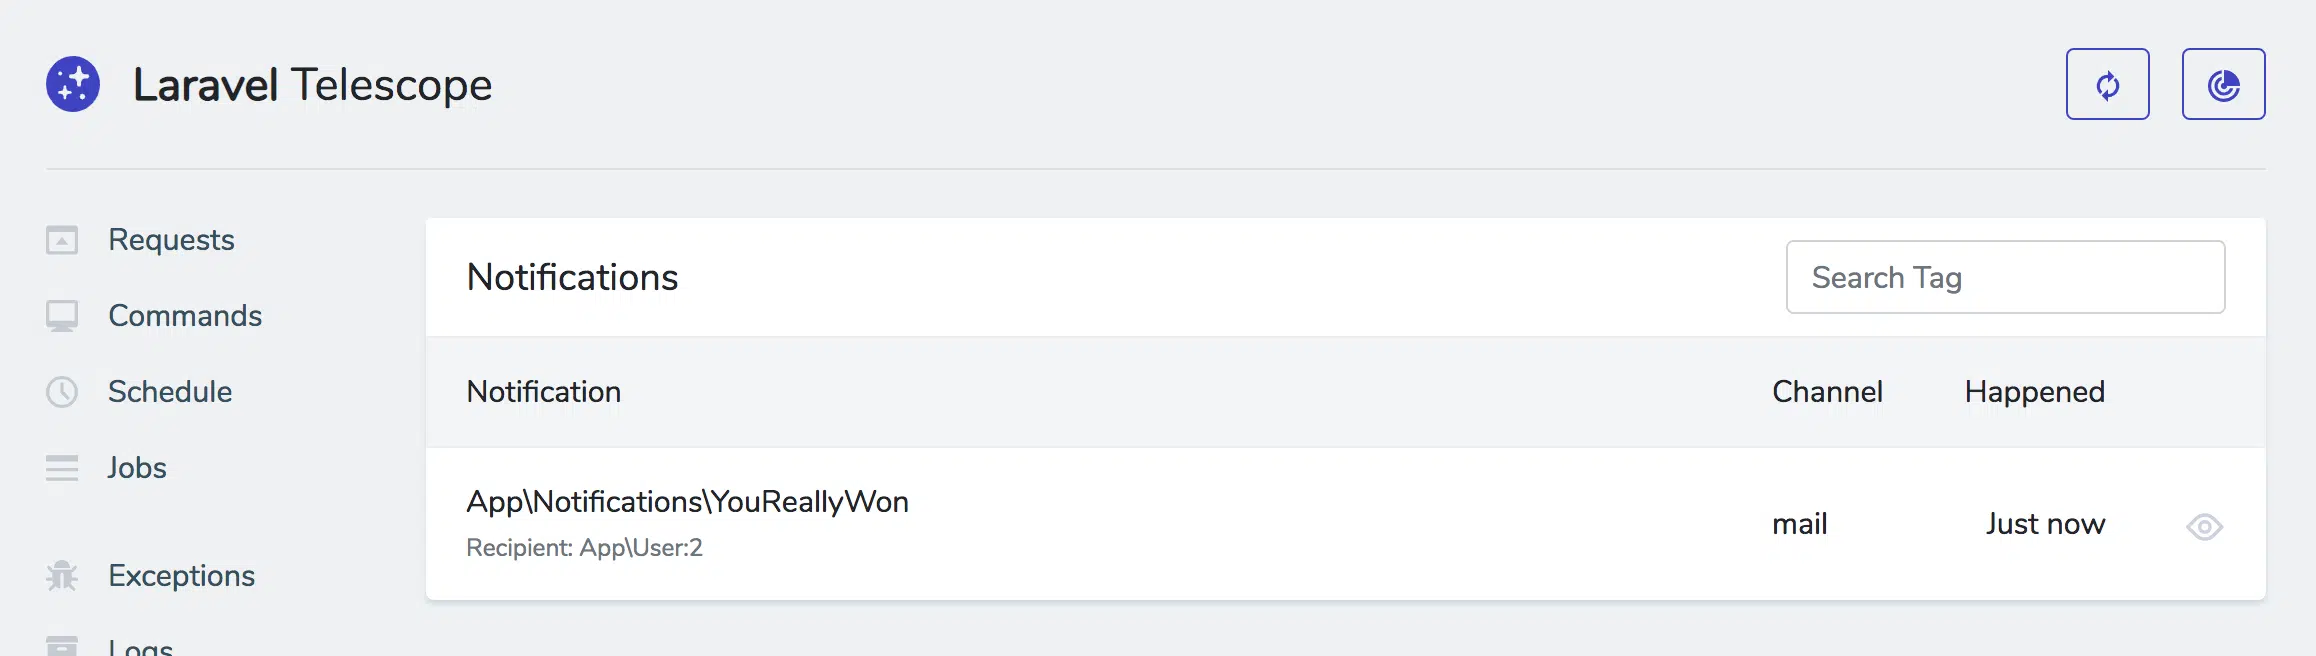 Laravel Telescope
Requests
Commands
Schedule
Jobs
Exceptions
Logs
Notifications
Search Tag
Notification Channel Happened
App\Notifications\YouReallyWon
Recipient: App\User:2
mail Just now